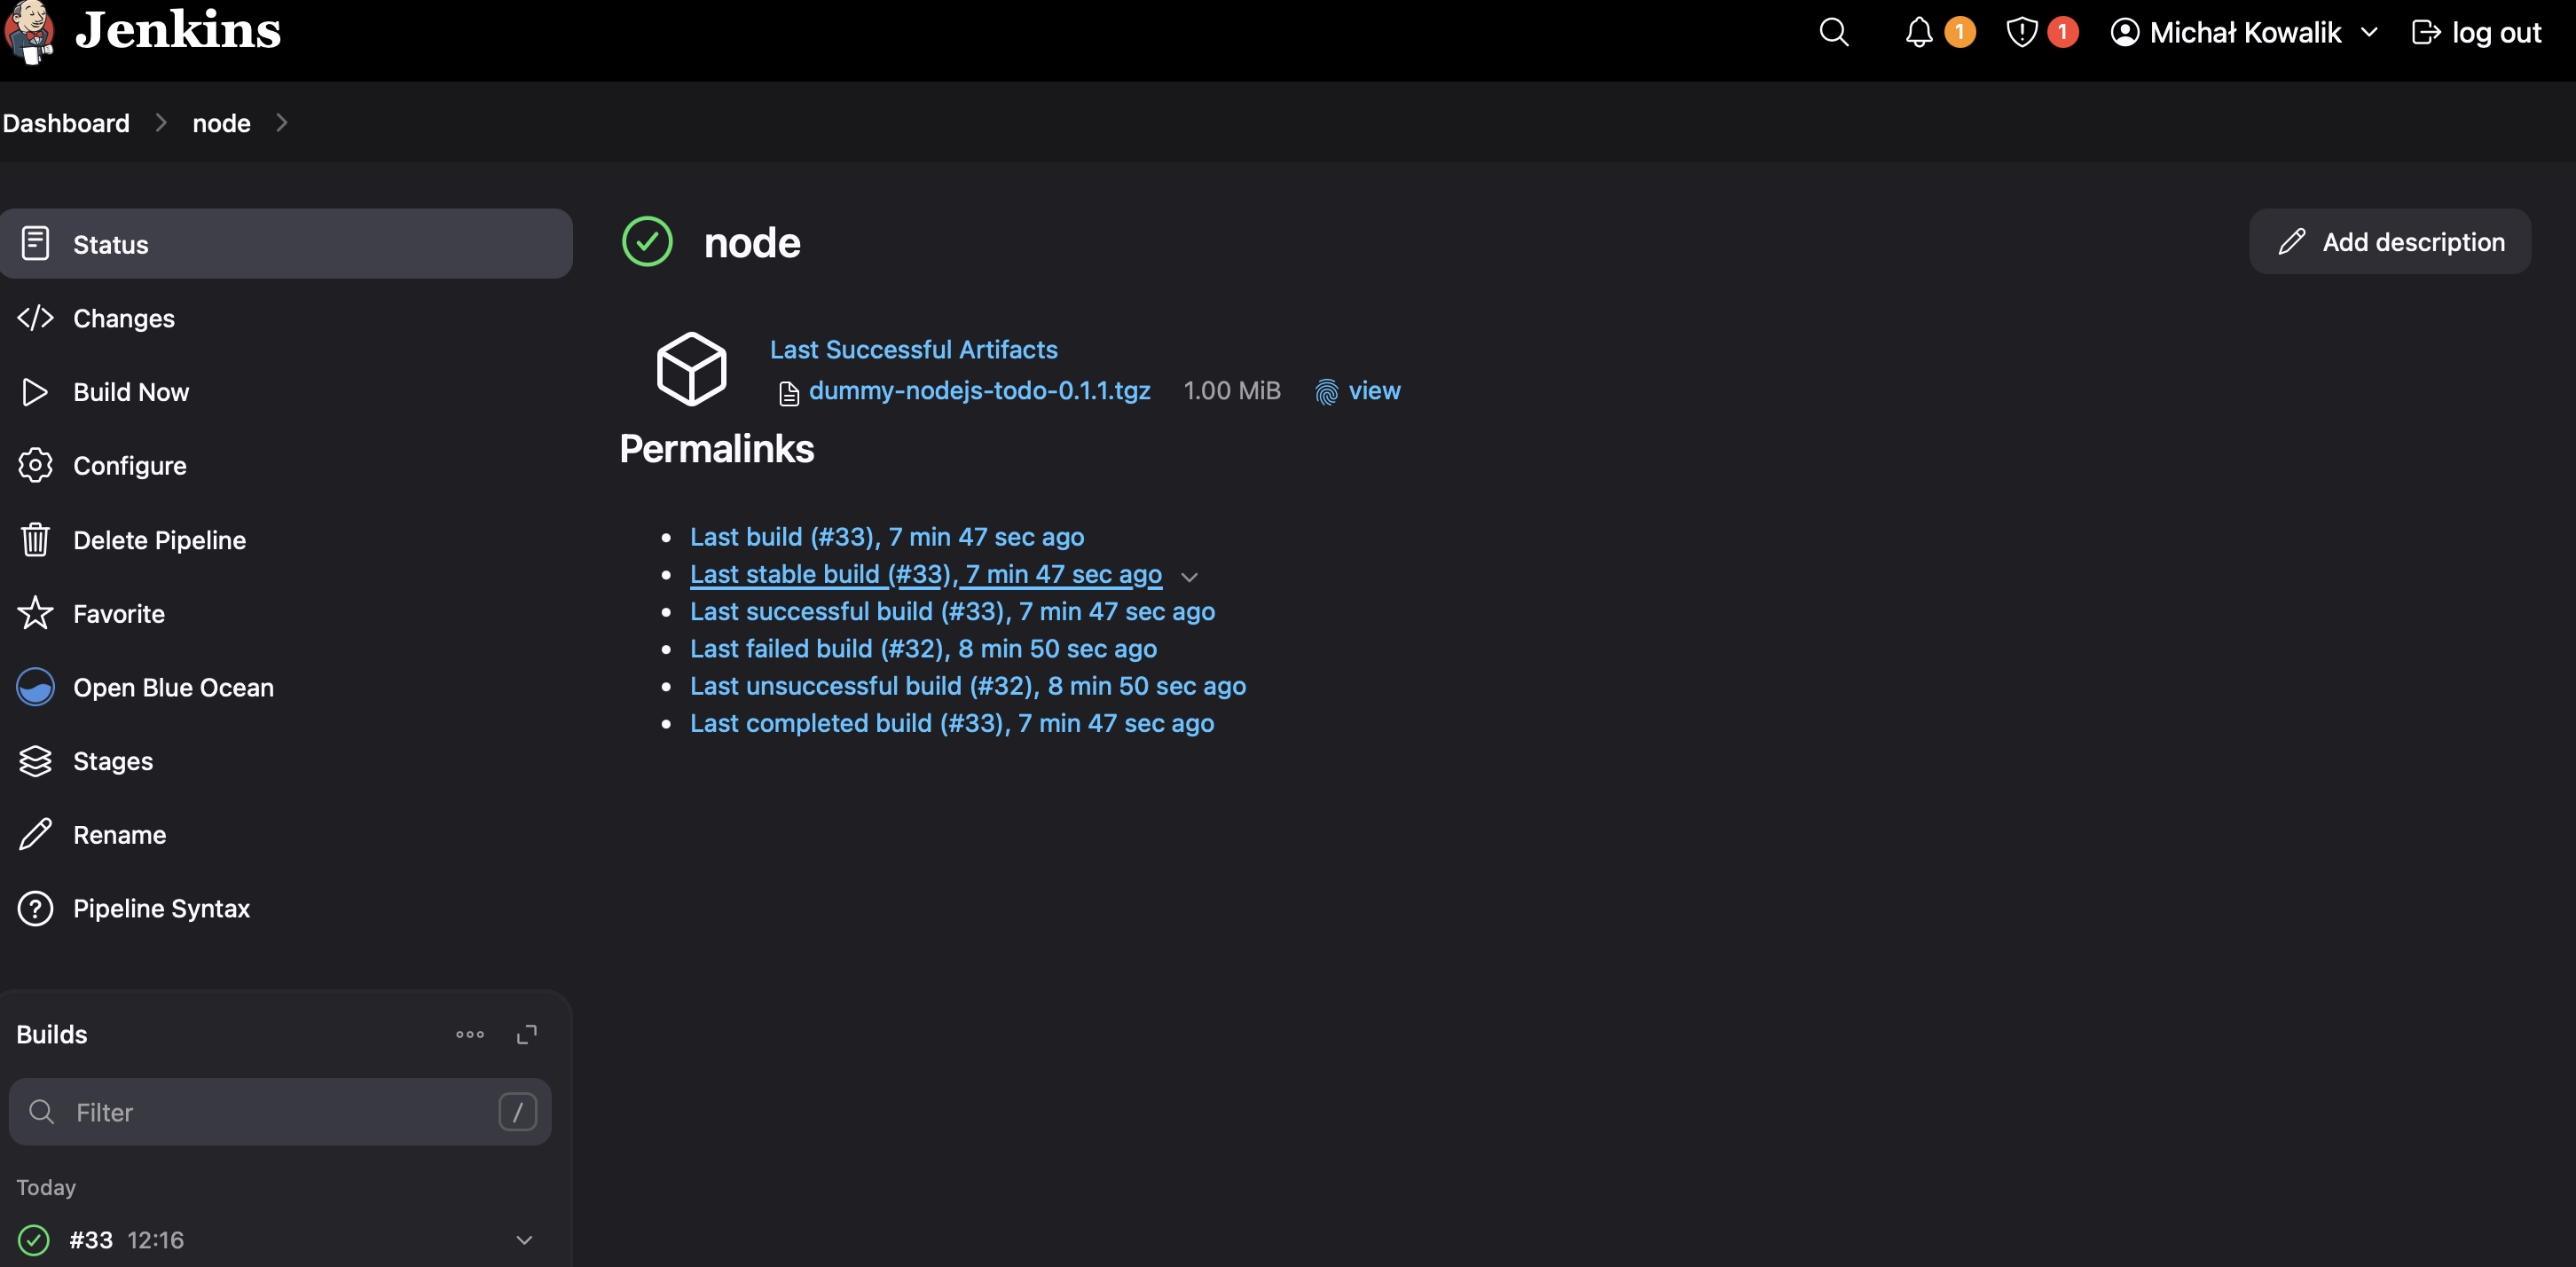 Jenkins
1
1
Michał Kowalik
log out
Dashboard
node
Status
Changes
Build Now
Configure
Delete Pipeline
Favorite
Open Blue Ocean
Stages
Rename
Pipeline Syntax
Builds
Filter
/
Today
#33 12:16
node
Add description
Last Successful Artifacts
dummy-nodejs-todo-0.1.1.tgz 1.00 MiB view
Permalinks
Last build (#33), 7 min 47 sec ago
Last stable build (#33), 7 min 47 sec ago
Last successful build (#33), 7 min 47 sec ago
Last failed build (#32), 8 min 50 sec ago
Last unsuccessful build (#32), 8 min 50 sec ago
Last completed build (#33), 7 min 47 sec ago